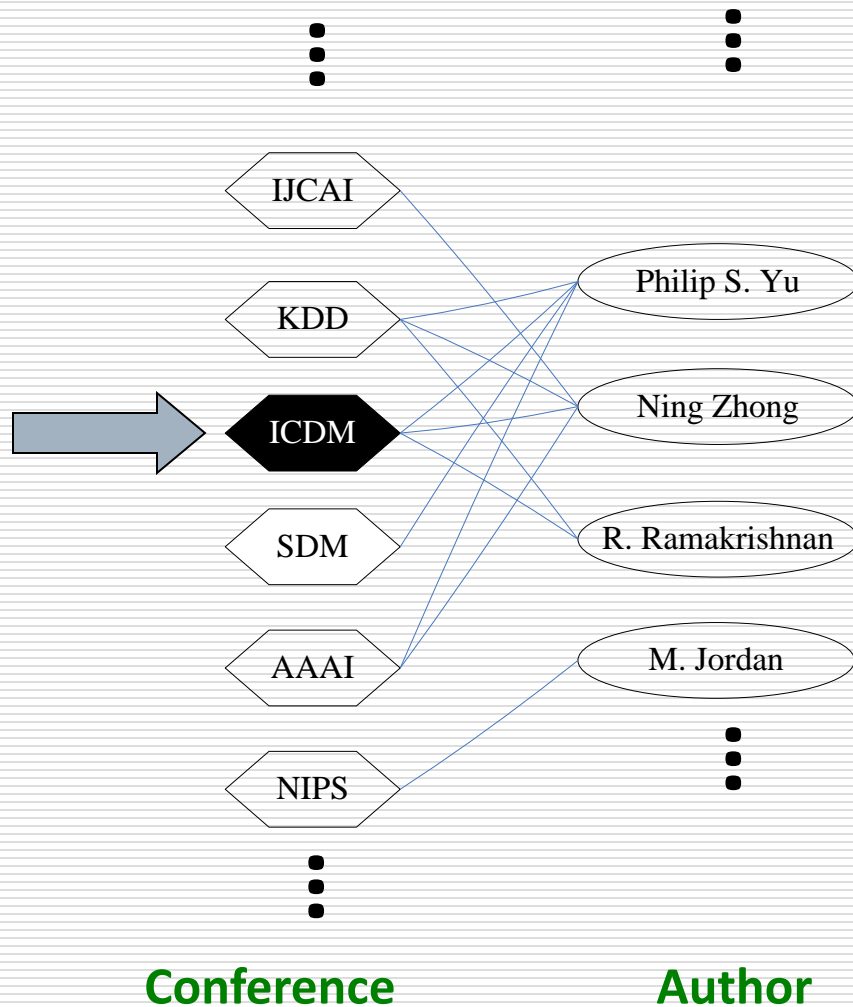 IJCAI
KDD
ICDM
SDM
AAAI
NIPS
Conference
Philip S. Yu
Ning Zhong
R. Ramakrishnan
M. Jordan
Author